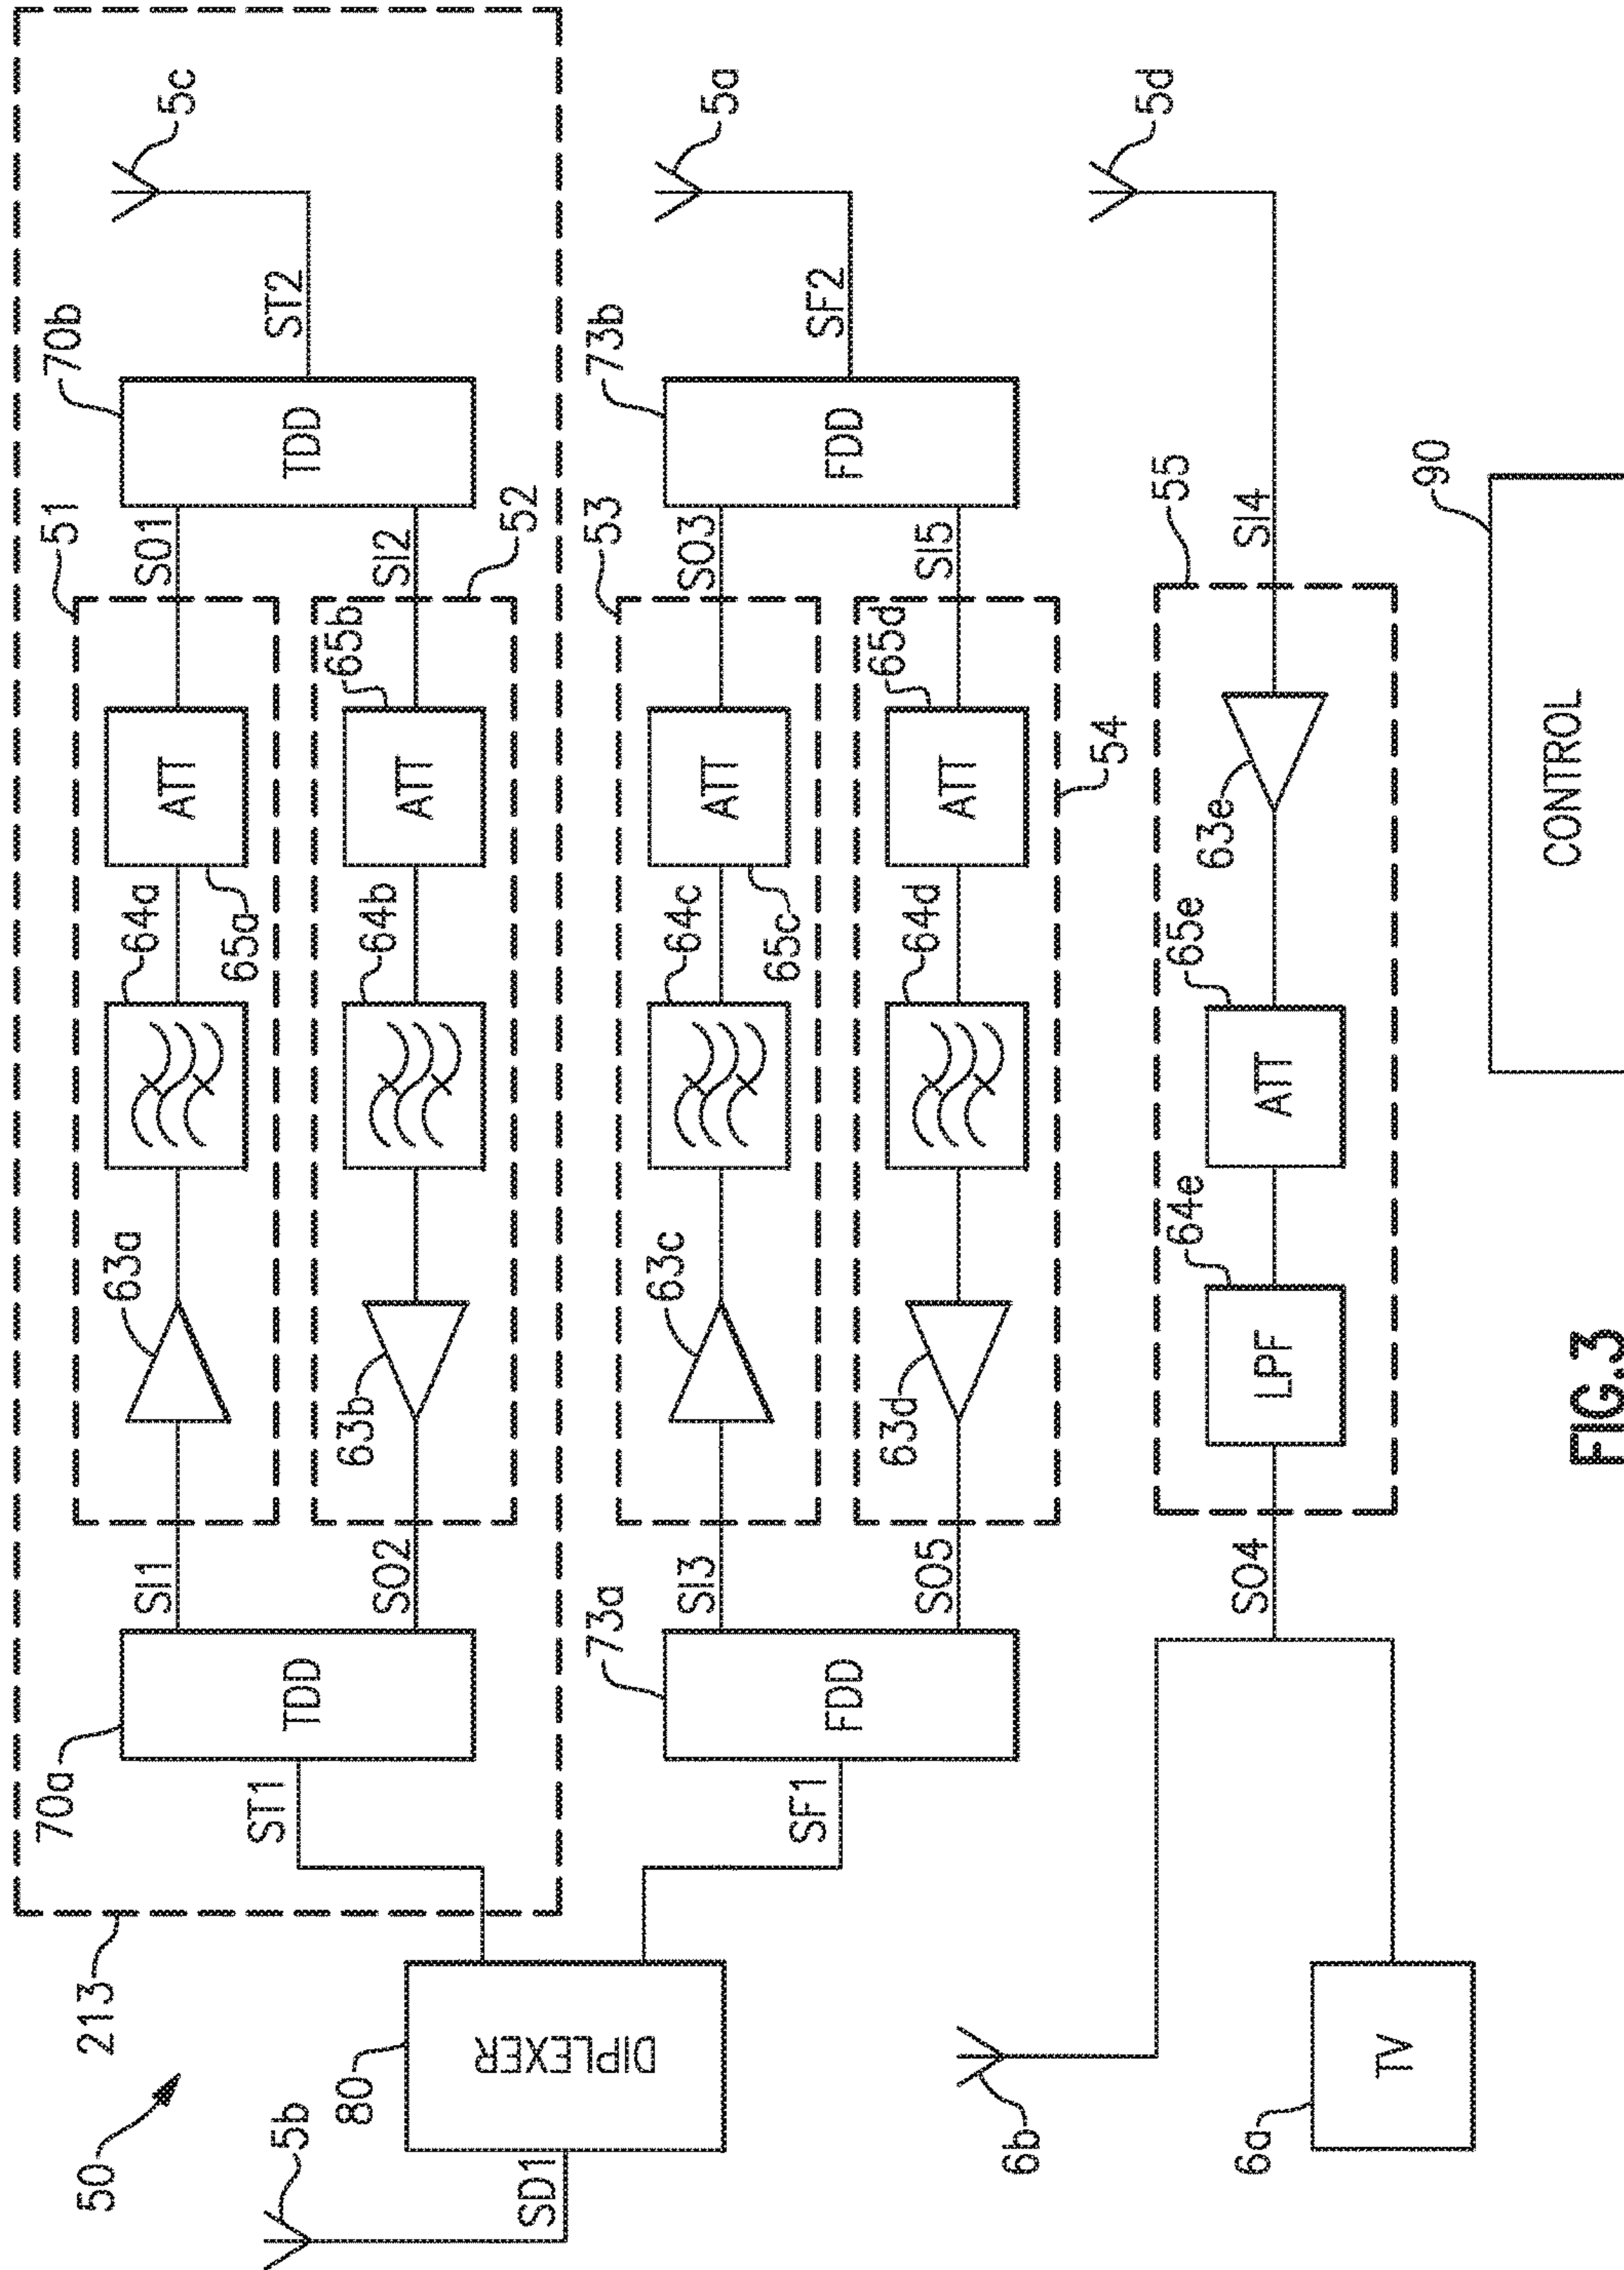 50
213
5b
SD1
80
DIPLEXER
70a
ST1
TDD
SI1
SO2
51
63a
64a
65a
ATT
63b
64b
65b
ATT
52
SO1
SI2
70b
TDD
ST2
5c
SF1
73a
FDD
SI3
SO5
53
63c
64c
65c
ATT
63d
64d
65d
ATT
54
SO3
SI5
73b
FDD
SF2
5a
6b
6a
TV
SO4
55
64e
LPF
65e
ATT
63e
SI4
5d
90
CONTROL
FIG.3